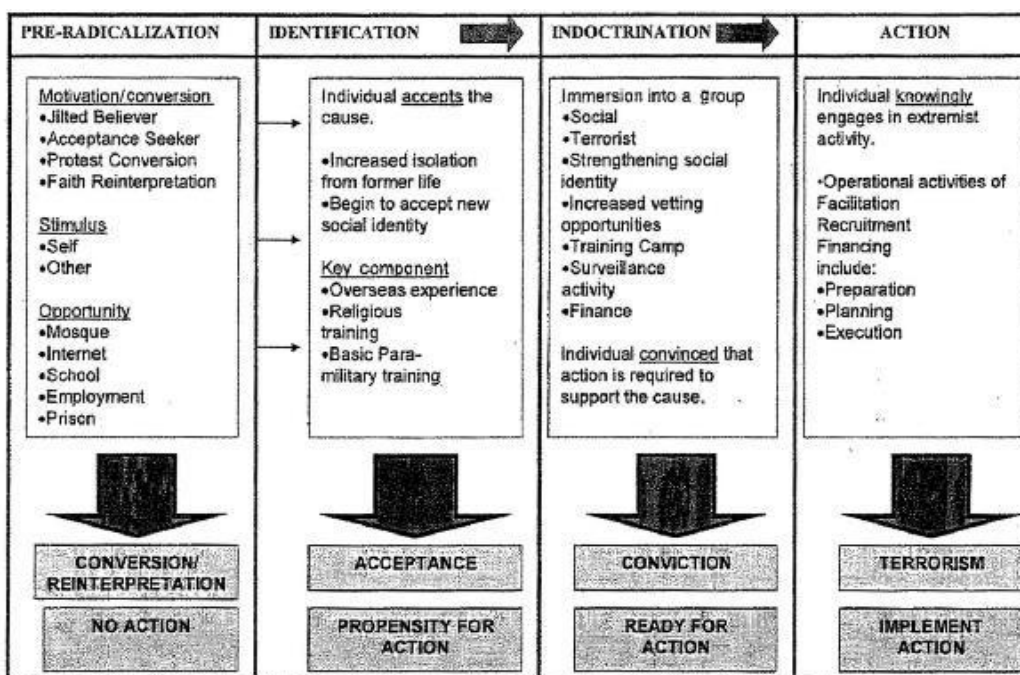 PRE-RADICALIZATION
Motivation/conversion
•Jilted Believer
•Acceptance Seeker
•Protest Conversion
•Faith Reinterpretation
Stimulus
•Self
•Other
Opportunity
•Mosque
•Internet
•School
•Employment
•Prison
CONVERSION/
REINTERPRETATION
NO ACTION
IDENTIFICATION
Individual accepts the
cause.
•Increased isolation
from former life
•Begin to accept new
social identity
Key component
•Overseas experience
•Religious
training
•Basic Para-
military training
ACCEPTANCE
PROPENSITY FOR
ACTION
INDOCTRINATION
Immersion into a group
•Social
•Terrorist
•Strengthening social
identity
•Increased vetting
opportunities
•Training Camp
•Surveillance
activity
•Finance
Individual convinced that
action is required to
support the cause.
CONVICTION
READY FOR
ACTION
ACTION
Individual knowingly
engages in extremist
activity.
•Operational activities of
Facilitation
Recruitment
Financing
include:
•Preparation
•Planning
•Execution
TERRORISM
IMPLEMENT
ACTION